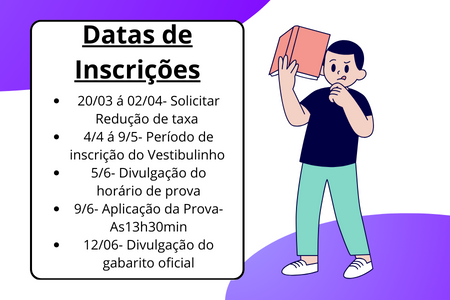 Datas de
Inscrições
• 20/03 á 02/04- Solicitar
Redução de taxa
• 4/4 á 9/5- Período de
inscrição do Vestibulinho
• 5/6- Divulgação do
horário de prova
• 9/6- Aplicação da Prova-
As13h30min
• 12/06- Divulgação do
gabarito oficial